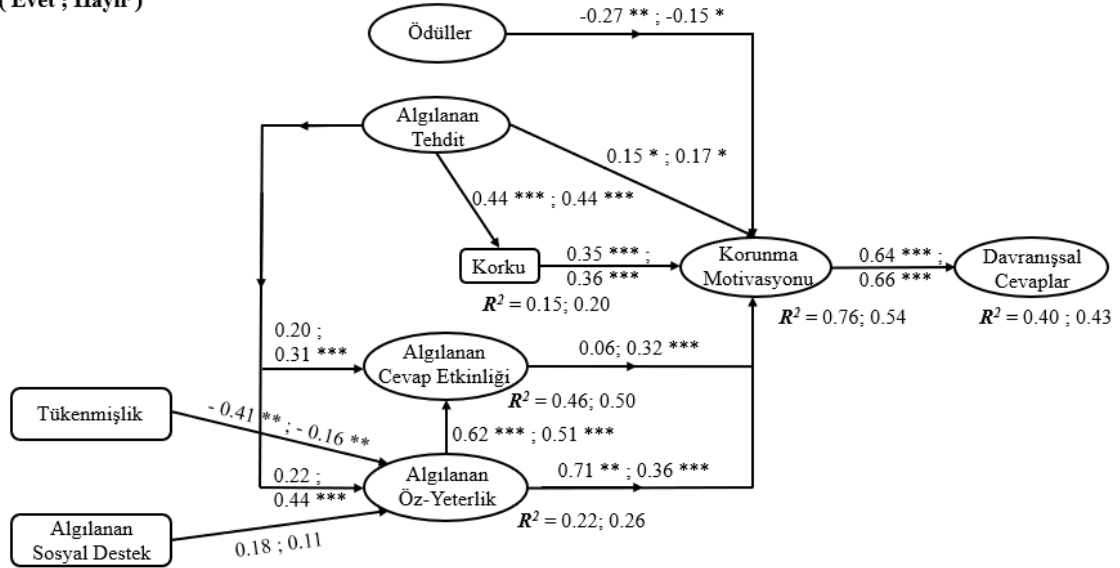 ( Evet ; Hayır )
-0.27 ** ; -0.15 *
Ödüller
Algılanan
Tehdit
0.15 * ; 0.17 *
0.44 *** ; 0.44 ***
Korku
0.35 *** ;
0.36 ***
Korunma
Motivasyonu
0.64 *** ;
0.66 ***
Davranışsal
Cevaplar
R² = 0.15; 0.20
R² = 0.76; 0.54
R² = 0.40 ; 0.43
0.20 ;
0.31 ***
Algılanan
Cevap Etkinliği
0.06; 0.32 ***
R² = 0.46; 0.50
Tükenmişlik
- 0.41 ** ; - 0.16 **
0.62 *** ; 0.51 ***
0.22 ;
0.44 ***
Algılanan
Öz-Yeterlik
0.71 ** ; 0.36 ***
R² = 0.22; 0.26
Algılanan
Sosyal Destek
0.18 ; 0.11